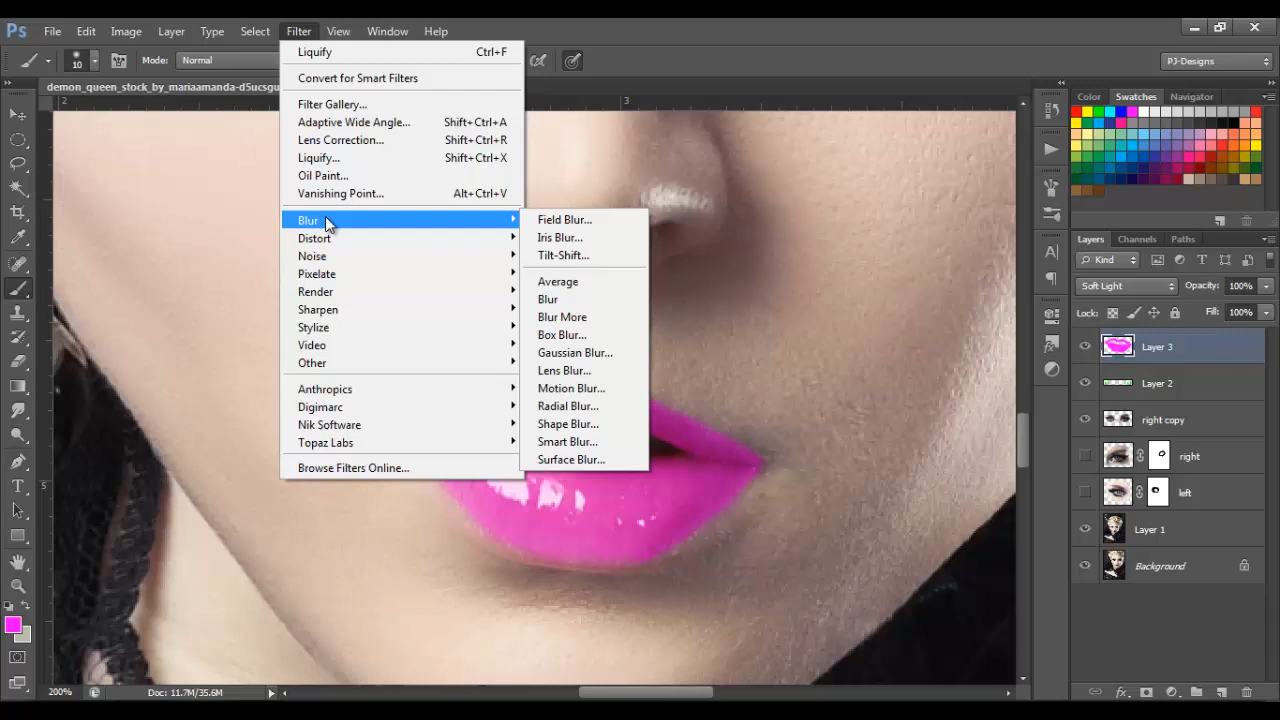 Ps File Edit Image Layer Type Select Filter View Window Help
10 Mode: Normal PJ-Designs
demon_queen_stock_by_mariaamanda-d5ucsgu
Liquify Ctrl+F
Convert for Smart Filters
Filter Gallery...
Adaptive Wide Angle... Shift+Ctrl+A
Lens Correction... Shift+Ctrl+R
Liquify... Shift+Ctrl+X
Oil Paint...
Vanishing Point... Alt+Ctrl+V
Blur
Distort
Noise
Pixelate
Render
Sharpen
Stylize
Video
Other
Anthropics
Digimarc
Nik Software
Topaz Labs
Browse Filters Online...
Field Blur...
Iris Blur...
Tilt-Shift...
Average
Blur
Blur More
Box Blur...
Gaussian Blur...
Lens Blur...
Motion Blur...
Radial Blur...
Shape Blur...
Smart Blur...
Surface Blur...
2 3
5
Color Swatches Navigator
Layers Channels Paths
Kind
Soft Light Opacity: 100%
Lock: Fill: 100%
Layer 3
Layer 2
right copy
right
left
Layer 1
Background
200% Doc: 11.7M/35.6M